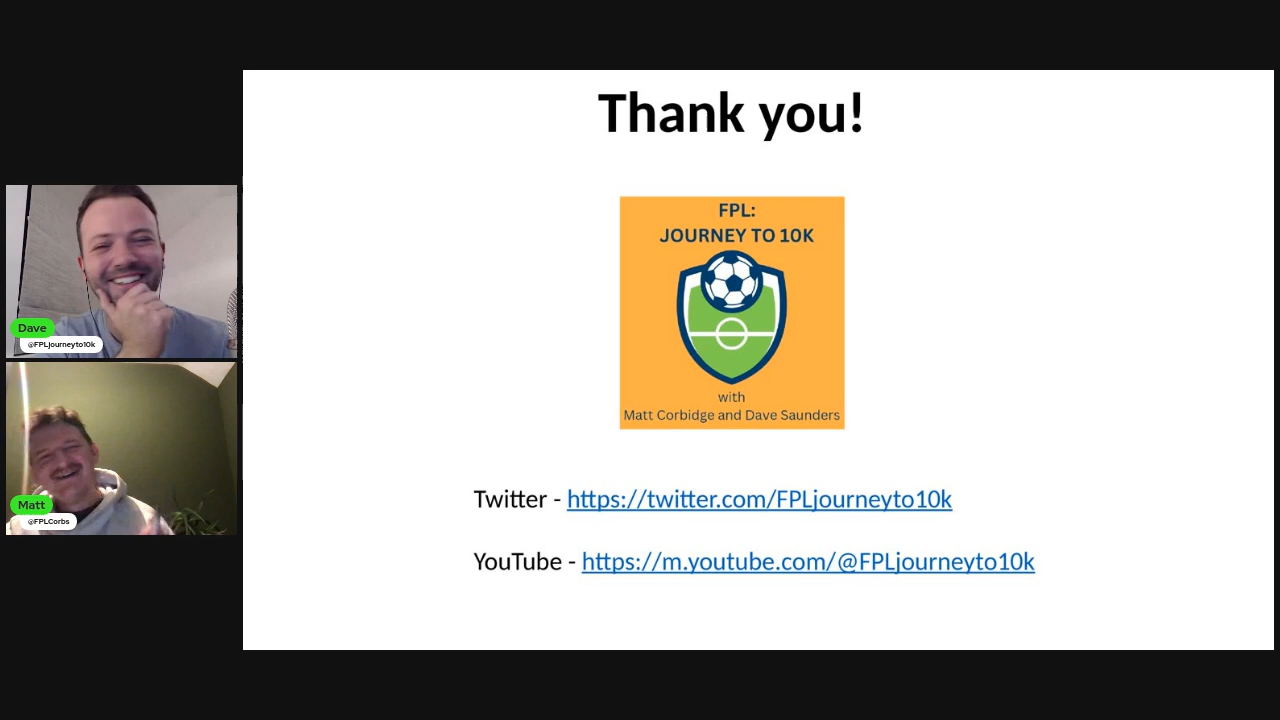 Thank you!
FPL:
JOURNEY TO 10K
with
Matt Corbidge and Dave Saunders
Twitter - https://twitter.com/FPLjourneyto10k
YouTube - https://m.youtube.com/@FPLjourneyto10k
Dave
@FPLjourneyto10k
Matt
@FPLCorbs